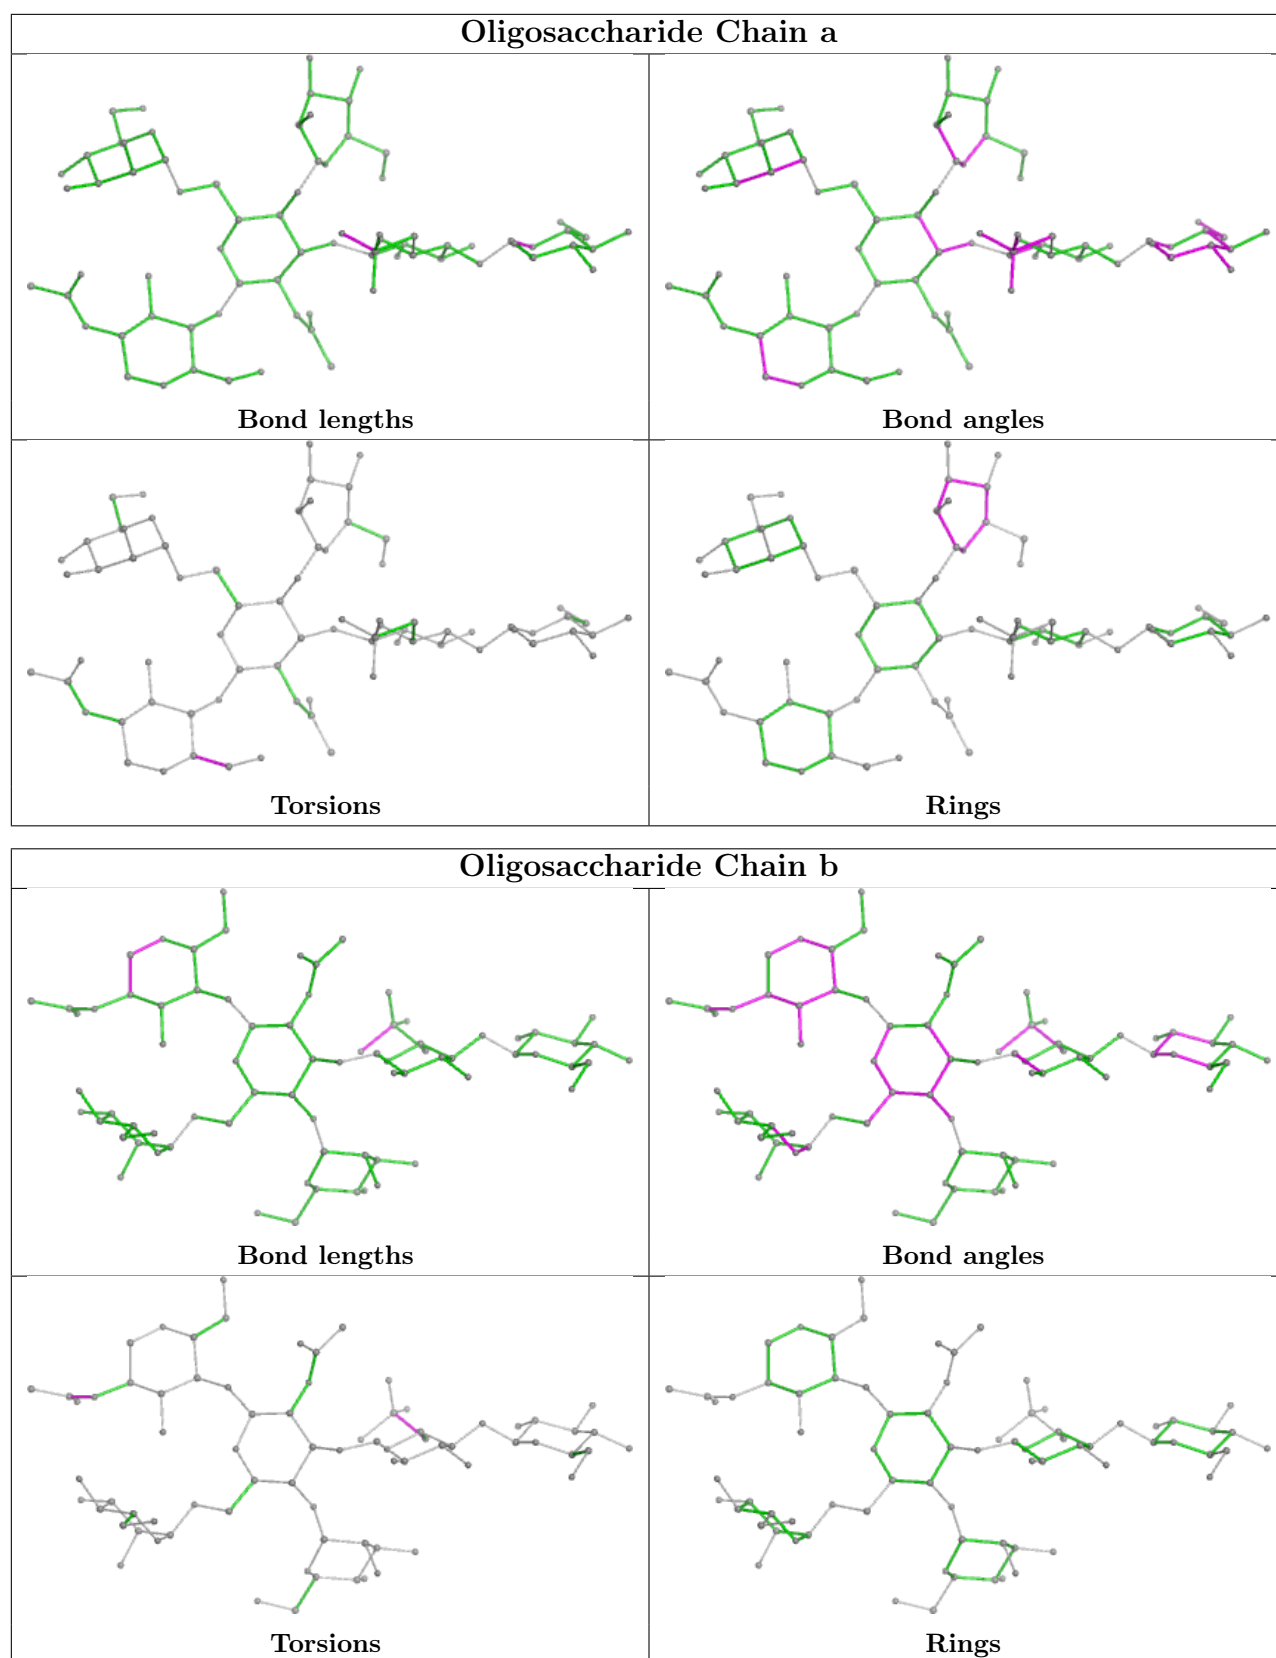 Oligosaccharide Chain a
Bond lengths
Bond angles
Torsions
Rings
Oligosaccharide Chain b
Bond lengths
Bond angles
Torsions
Rings